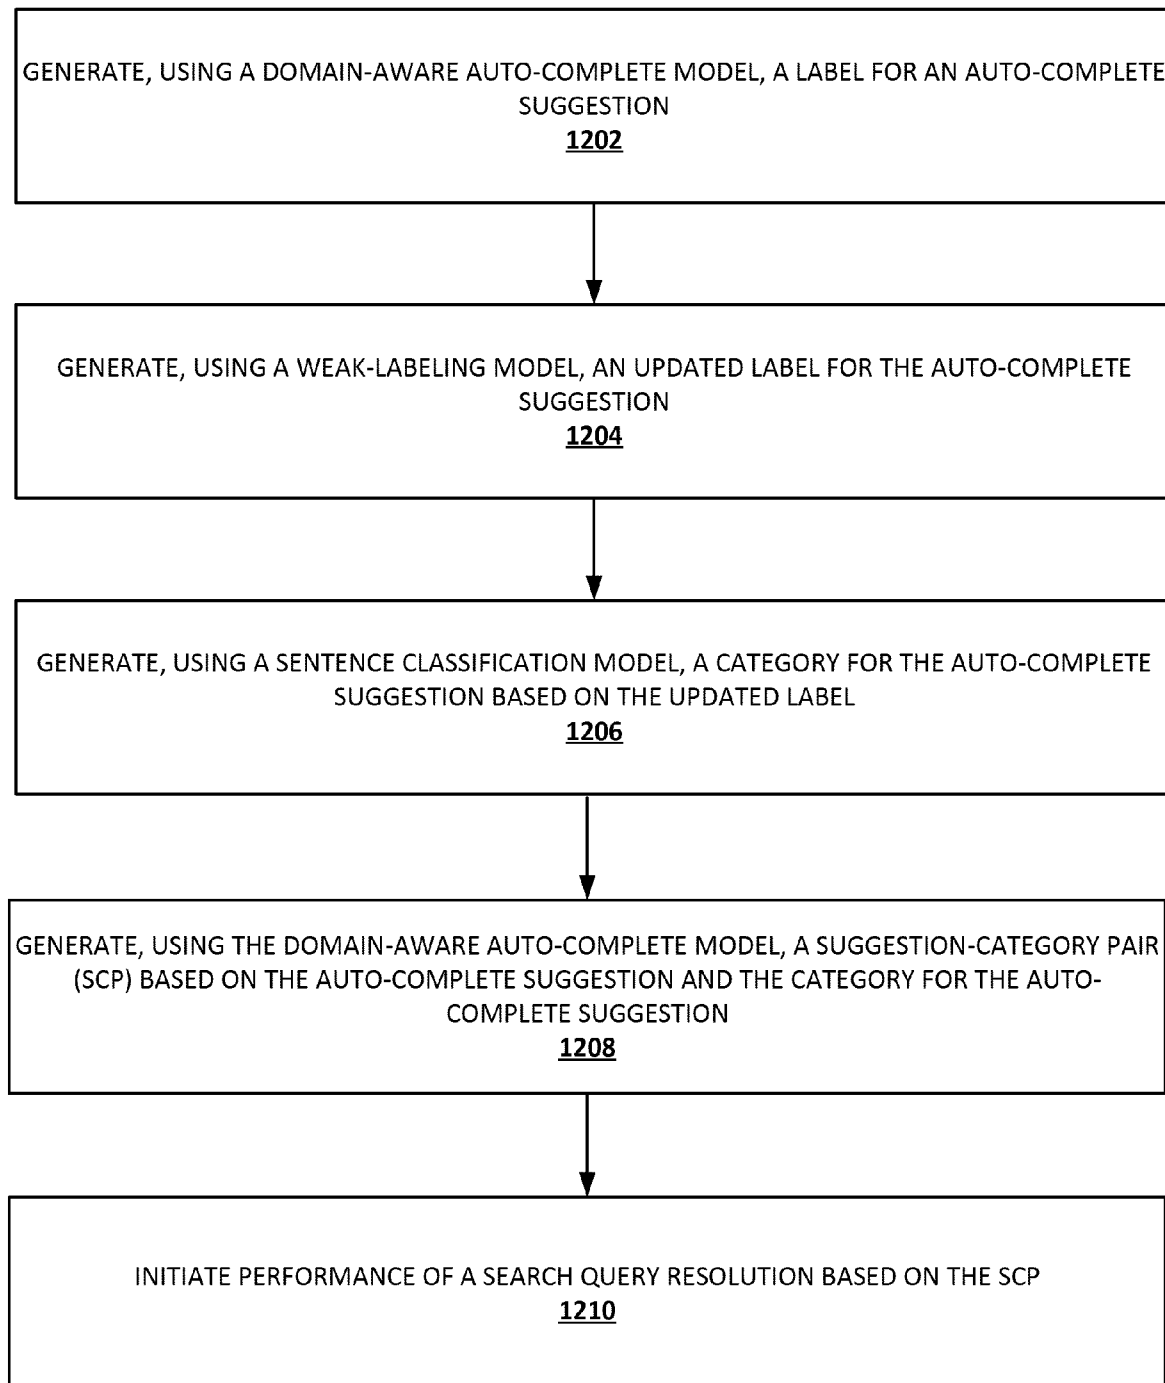 GENERATE, USING A DOMAIN-AWARE AUTO-COMPLETE MODEL, A LABEL FOR AN AUTO-COMPLETE
SUGGESTION
1202
GENERATE, USING A WEAK-LABELING MODEL, AN UPDATED LABEL FOR THE AUTO-COMPLETE
SUGGESTION
1204
GENERATE, USING A SENTENCE CLASSIFICATION MODEL, A CATEGORY FOR THE AUTO-COMPLETE
SUGGESTION BASED ON THE UPDATED LABEL
1206
GENERATE, USING THE DOMAIN-AWARE AUTO-COMPLETE MODEL, A SUGGESTION-CATEGORY PAIR
(SCP) BASED ON THE AUTO-COMPLETE SUGGESTION AND THE CATEGORY FOR THE AUTO-
COMPLETE SUGGESTION
1208
INITIATE PERFORMANCE OF A SEARCH QUERY RESOLUTION BASED ON THE SCP
1210